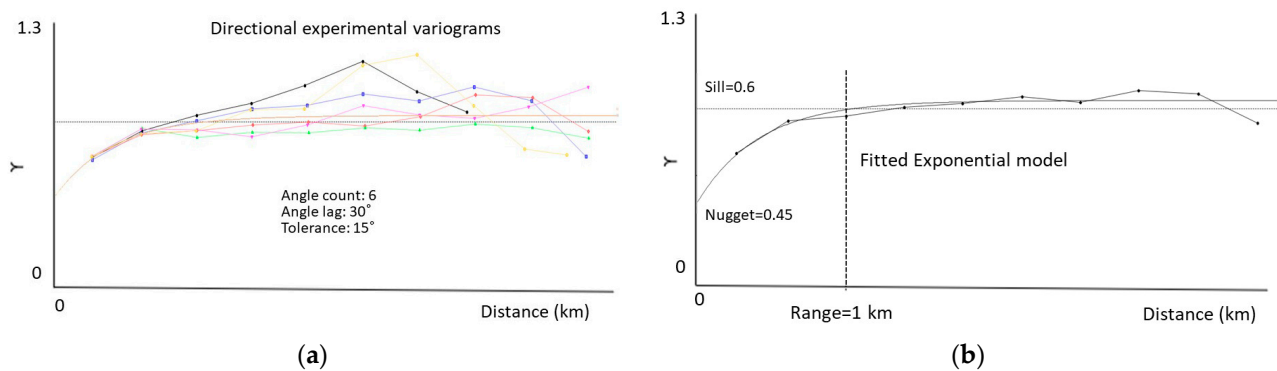 1.3
Directional experimental variograms
ϒ
Angle count: 6
Angle lag: 30°
Tolerance: 15°
0
0
Distance (km)
(a)
1.3
Sill=0.6
ϒ
Fitted Exponential model
Nugget=0.45
0
0
Range=1 km
Distance (km)
(b)